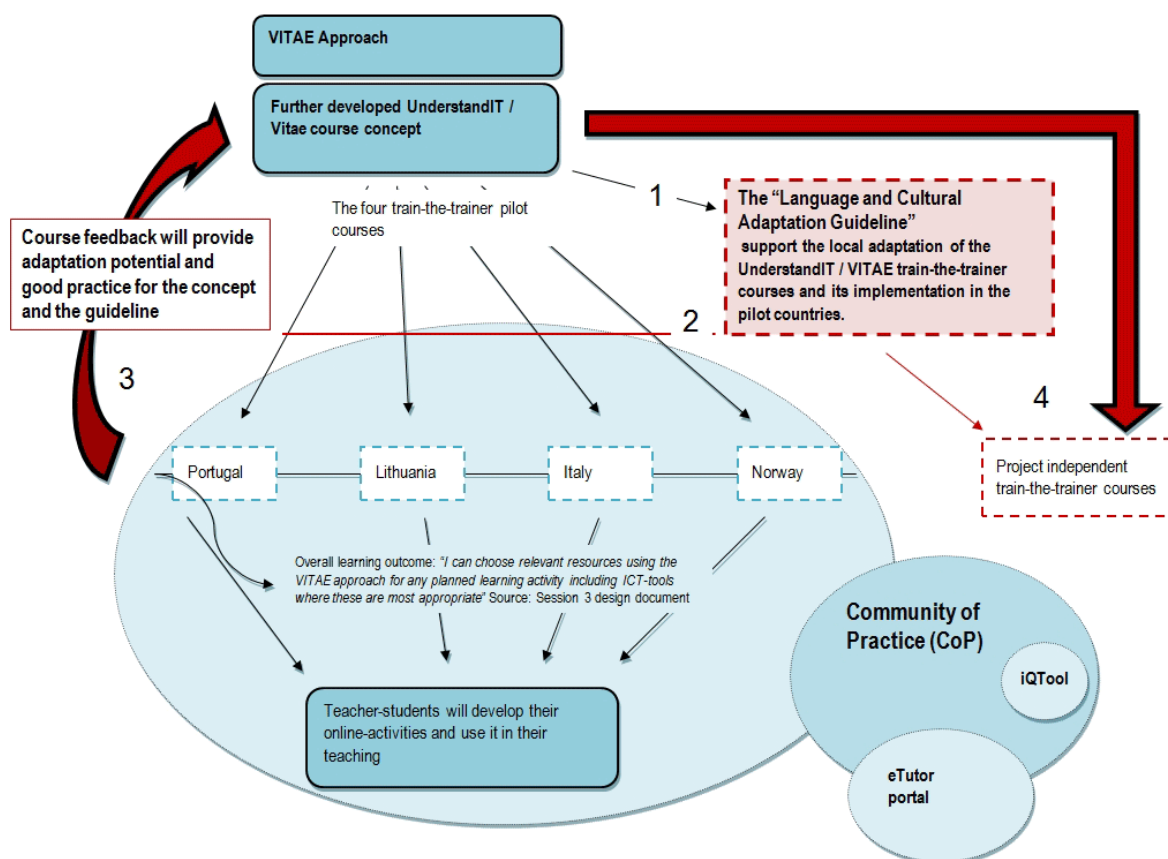 VITAE Approach
Further developed UnderstandIT /
Vitae course concept
1
The four train-the-trainer pilot
courses
The “Language and Cultural
Adaptation Guideline”
support the local adaptation of the
UnderstandIT / VITAE train-the-trainer
courses and its implementation in the
pilot countries.
Course feedback will provide
adaptation potential and
good practice for the concept
and the guideline
2
3
4
Portugal
Lithuania
Italy
Norway
Project independent
train-the-trainer courses
Overall learning outcome: “I can choose relevant resources using the
VITAE approach for any planned learning activity including ICT-tools
where these are most appropriate” Source: Session 3 design document
Community of
Practice (CoP)
iQTool
Teacher-students will develop their
online-activities and use it in their
teaching
eTutor
portal